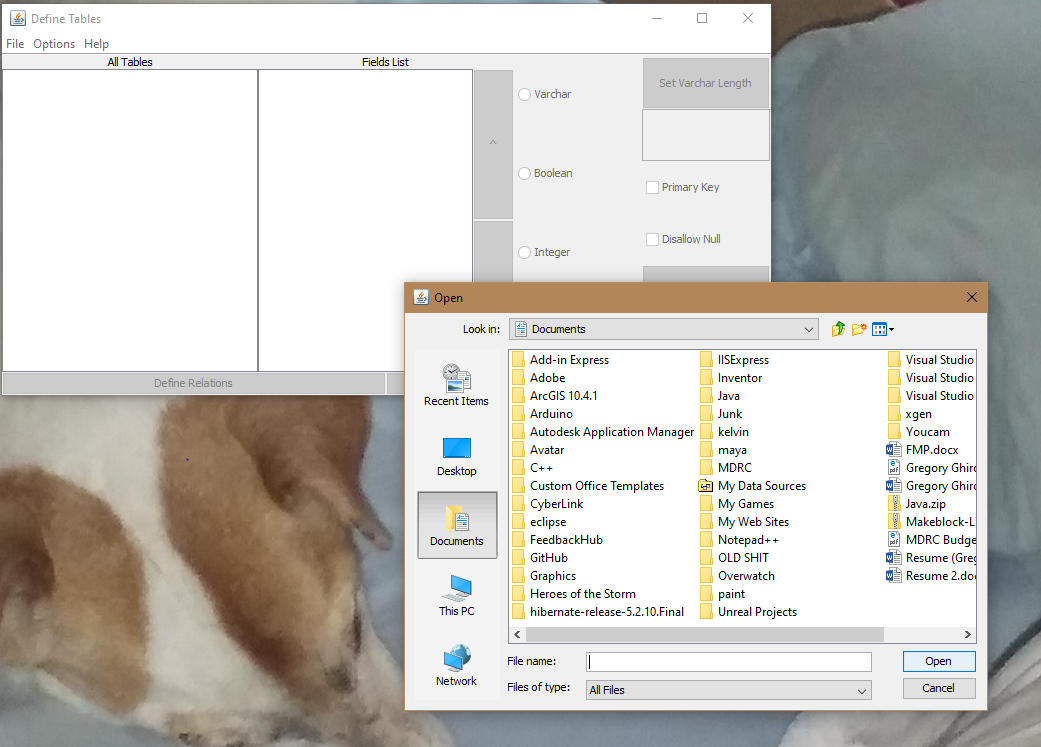 Define Tables
File Options Help
All Tables Fields List
Set Varchar Length
Varchar
^
Boolean
Primary Key
Disallow Null
Integer
Define Relations
Open
Look in: Documents
Recent Items
Desktop
Documents
This PC
Network
Add-in Express
Adobe
ArcGIS 10.4.1
Arduino
Autodesk Application Manager
Avatar
C++
Custom Office Templates
CyberLink
eclipse
FeedbackHub
GitHub
Graphics
Heroes of the Storm
hibernate-release-5.2.10.Final
IISExpress
Inventor
Java
Junk
kelvin
maya
MDRC
My Data Sources
My Games
My Web Sites
Notepad++
OLD SHIT
Overwatch
paint
Unreal Projects
Visual Studio
Visual Studio
Visual Studio
xgen
Youcam
FMP.docx
Gregory Ghirc
Gregory Ghirc
Java.zip
Makeblock-L
MDRC Budge
Resume (Greg
Resume 2.doc
File name:
Open
Files of type: All Files
Cancel